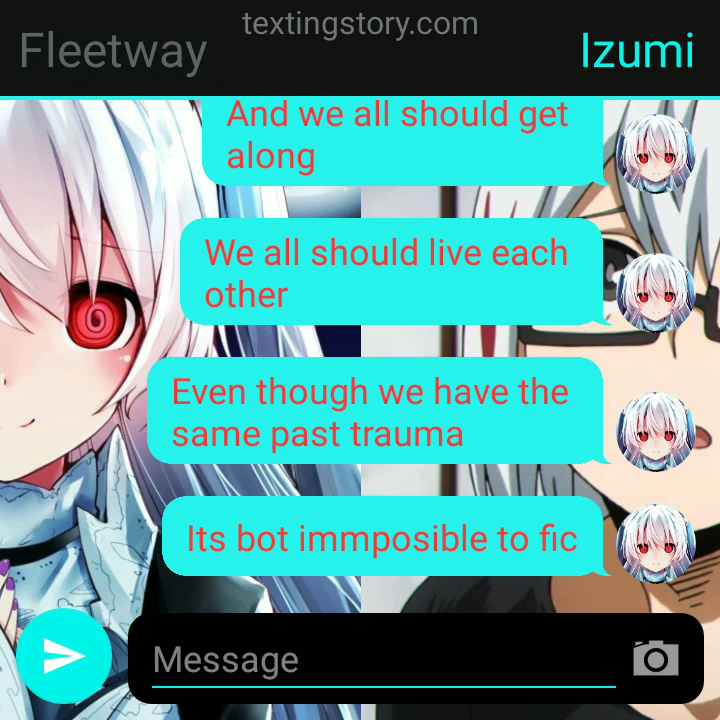 textingstory.com
Fleetway
Izumi
And we all should get
along
We all should live each
other
Even though we have the
same past trauma
Its bot immposible to fic
Message